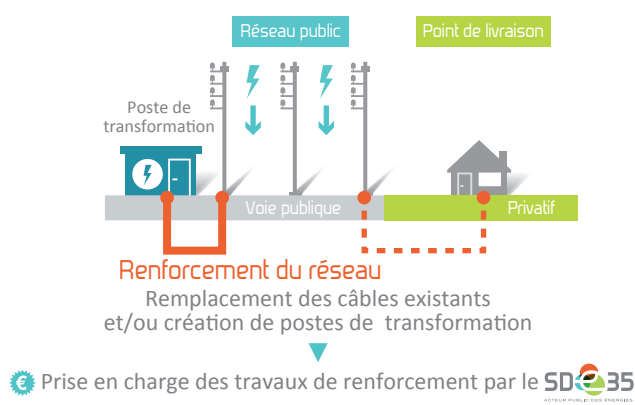 Réseau public
Point de livraison
Poste de
transformation
Voie publique
Privatif
Renforcement du réseau
Remplacement des câbles existants
et/ou création de postes de transformation
€ Prise en charge des travaux de renforcement par le SDE35
ACTEUR PUBLIC DES ÉNERGIES